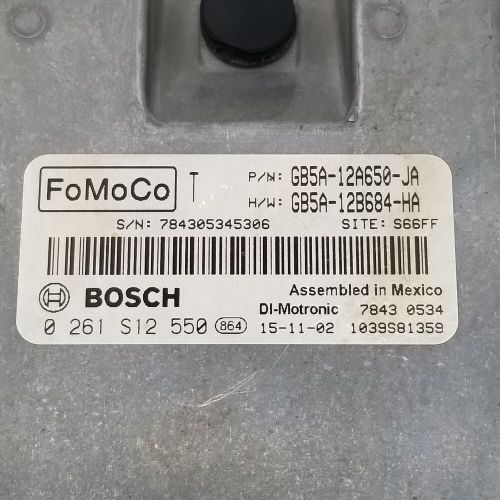 FoMoCo T P/N: GB5A-12A650-JA
H/W: GB5A-12B684-HA
S/N: 784305345306 SITE: S66FF
BOSCH Assembled in Mexico
DI-Motronic 7843 0534
0 261 S12 550 864 15-11-02 1039S81359